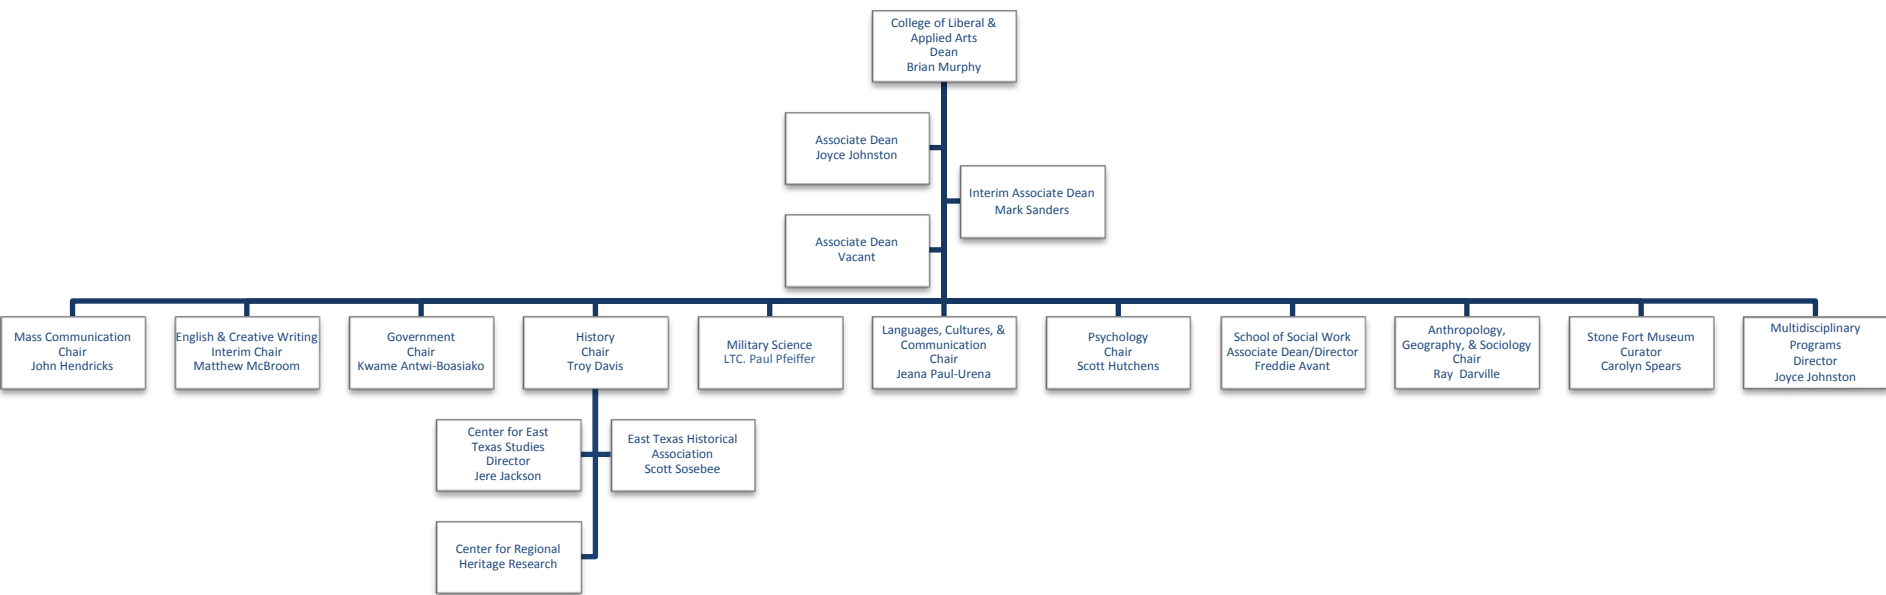 College of Liberal &
Applied Arts
Dean
Brian Murphy
Associate Dean
Joyce Johnston
Interim Associate Dean
Mark Sanders
Associate Dean
Vacant
Mass Communication
Chair
John Hendricks
English & Creative Writing
Interim Chair
Matthew McBroom
Government
Chair
Kwame Antwi-Boasiako
History
Chair
Troy Davis
Military Science
LTC. Paul Pfeiffer
Languages, Cultures, &
Communication
Chair
Jeana Paul-Urena
Psychology
Chair
Scott Hutchens
School of Social Work
Associate Dean/Director
Freddie Avant
Anthropology,
Geography, & Sociology
Chair
Ray Darville
Stone Fort Museum
Curator
Carolyn Spears
Multidisciplinary
Programs
Director
Joyce Johnston
Center for East
Texas Studies
Director
Jere Jackson
East Texas Historical
Association
Scott Sosebee
Center for Regional
Heritage Research